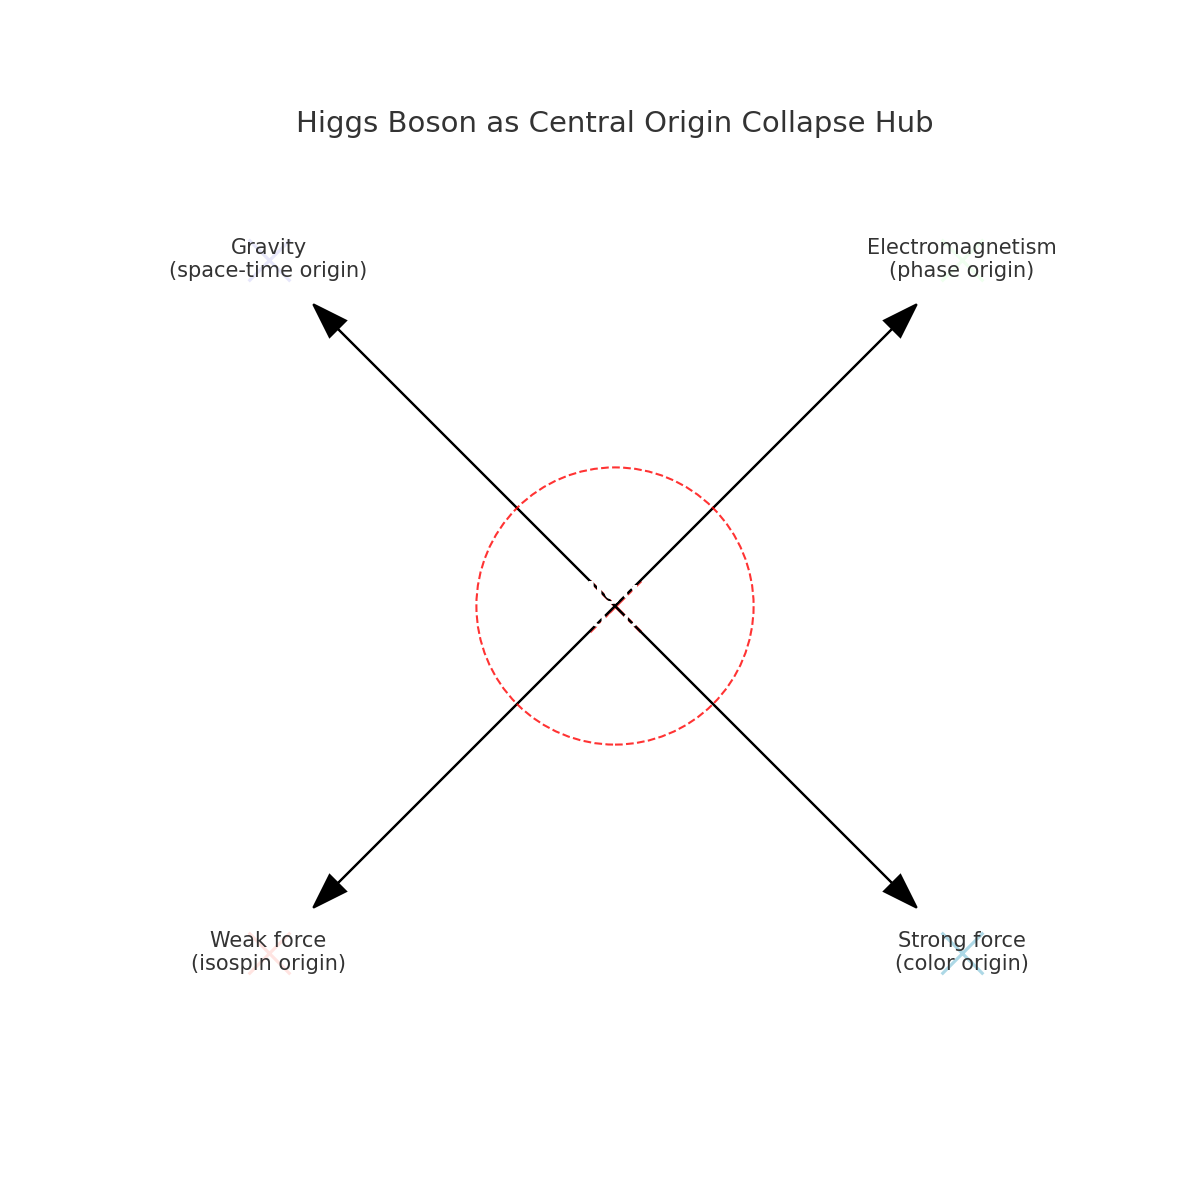 Higgs Boson as Central Origin Collapse Hub
Gravity
(space-time origin)
Electromagnetism
(phase origin)
Weak force
(isospin origin)
Strong force
(color origin)